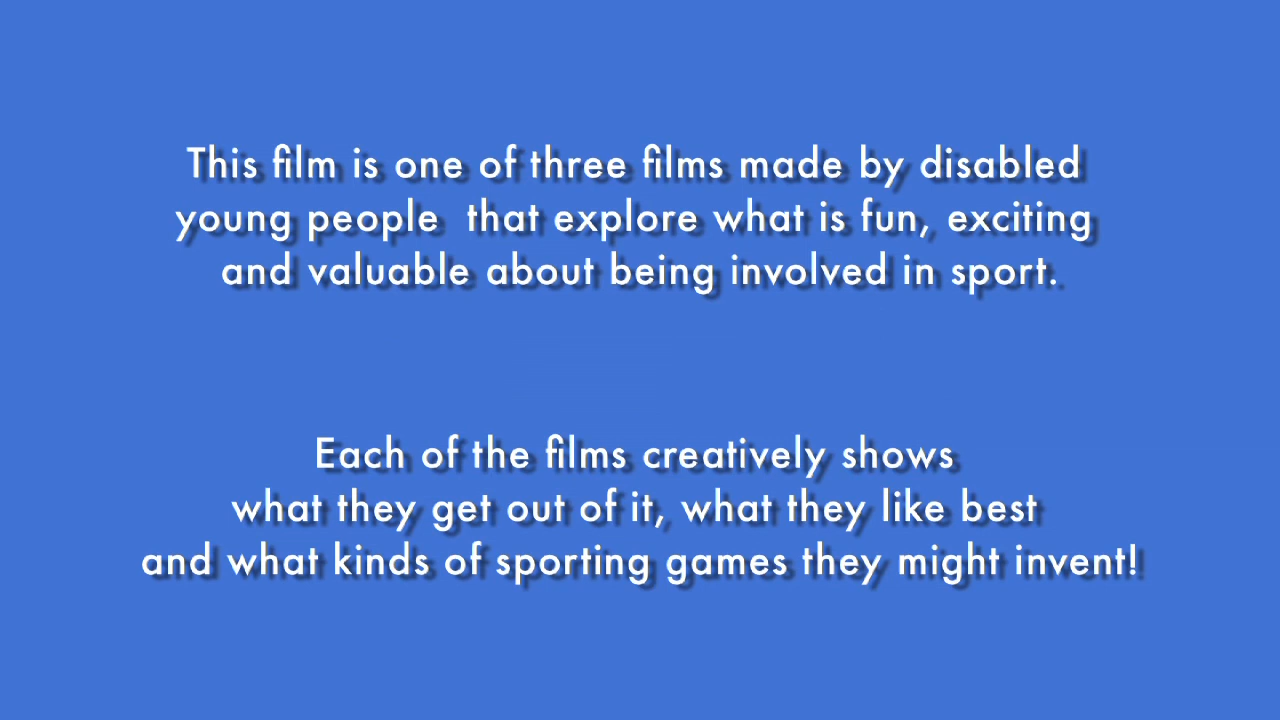 This film is one of three films made by disabled
young people  that explore what is fun, exciting
and valuable about being involved in sport.
Each of the films creatively shows
what they get out of it, what they like best
and what kinds of sporting games they might invent!